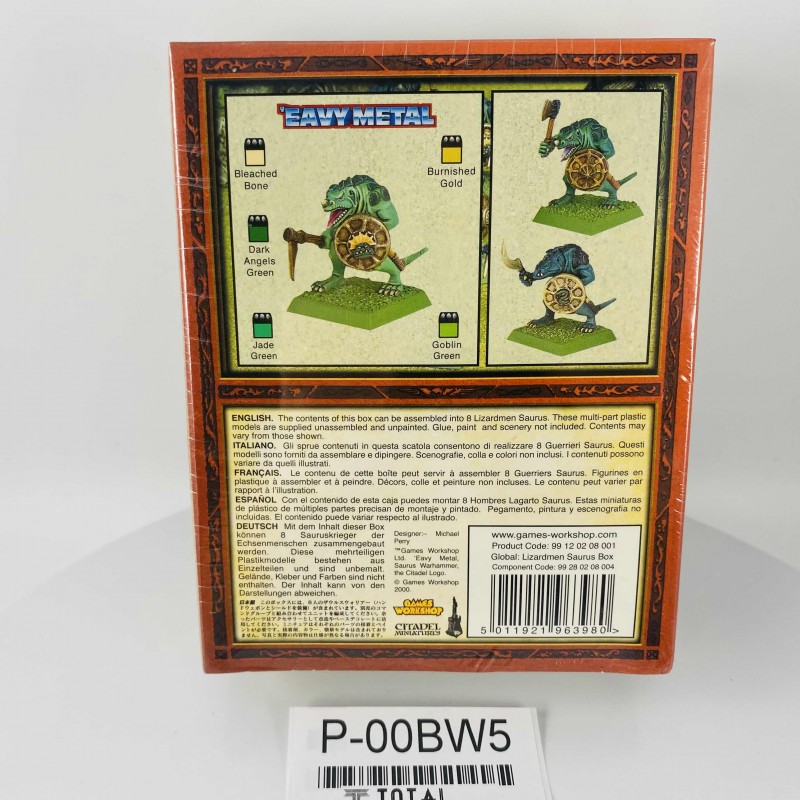 'EAVY METAL
Bleached
Bone
Burnished
Gold
Dark
Angels
Green
Jade
Green
Goblin
Green
ENGLISH. The contents of this box can be assembled into 8 Lizardmen Saurus. These multi-part plastic
models are supplied unassembled and unpainted. Glue, paint and scenery not included. Contents may
vary from those shown.
ITALIANO. Gli sprue contenuti in questa scatola consentono di realizzare 8 Guerrieri Saurus. Questi
modelli sono forniti da assemblare e dipingere. Scenografie, colla e colori non inclusi. I contenuti possono
variare da quelli illustrati.
FRANÇAIS. Le contenu de cette boîte peut servir à assembler 8 Guerriers Saurus. Figurines en
plastique à assembler et à peindre. Décors, colle et peinture non incluses. Le contenu peut varier par
rapport à l'illustration.
ESPAÑOL Con el contenido de esta caja puedes montar 8 Hombres Lagarto Saurus. Estas miniaturas
de plástico de múltiples partes precisan de montaje y pintado. Pegamento, pintura y escenografia no
incluidas. El contenido puede variar respecto al ilustrado.
DEUTSCH Mit dem Inhalt dieser Box
können 8 Sauruskrieger der
Echsenmenschen zusammengebaut
werden. Diese mehrteiligen
Plastikmodelle bestehen aus
Einzelteilen und sind unbemalt.
Gelände, Kleber und Farben sind nicht
enthalten. Der Inhalt kann von den
Darstellungen abweichen.
Designer:- Michael
Perry
™Games Workshop
Ltd. 'Eavy Metal,
Saurus Warhammer,
the Citadel Logo.
© Games Workshop
2000.
GAMES
WORKSHOP
CITADEL
MINIATURES
www.games-workshop.com
Product Code: 99 12 02 08 001
Global: Lizardmen Saurus Box
Component Code: 99 28 02 08 004
5 011921 963980 >
P-00BW5
TOTAL